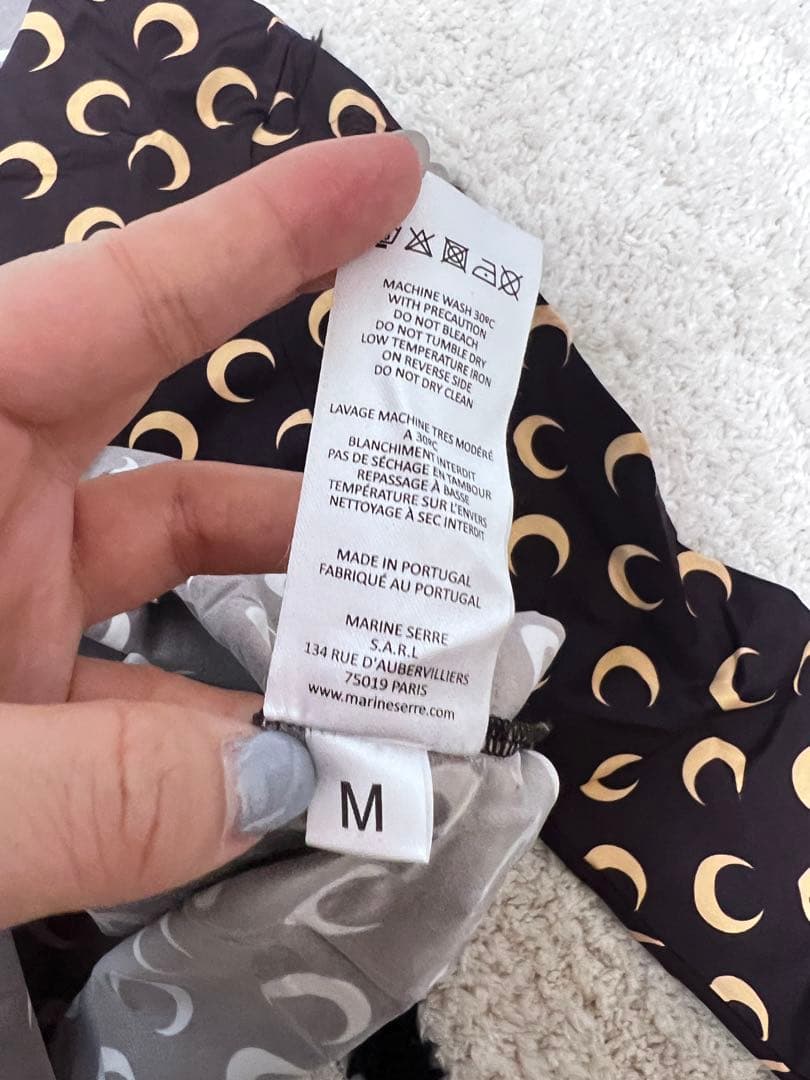 MACHINE WASH 30ºC
WITH PRECAUTION
DO NOT BLEACH
DO NOT TUMBLE DRY
LOW TEMPERATURE IRON
ON REVERSE SIDE
DO NOT DRY CLEAN
LAVAGE MACHINE TRES MODÉRÉ
A 30ºC
BLANCHIMENT INTERDIT
PAS DE SÉCHAGE EN TAMBOUR
REPASSAGE À BASSE
TEMPÉRATURE SUR L'ENVERS
NETTOYAGE À SEC INTERDIT
MADE IN PORTUGAL
FABRIQUÉ AU PORTUGAL
MARINE SERRE
S.A.R.L
134 RUE D'AUBERVILLIERS
75019 PARIS
www.marineserre.com
M